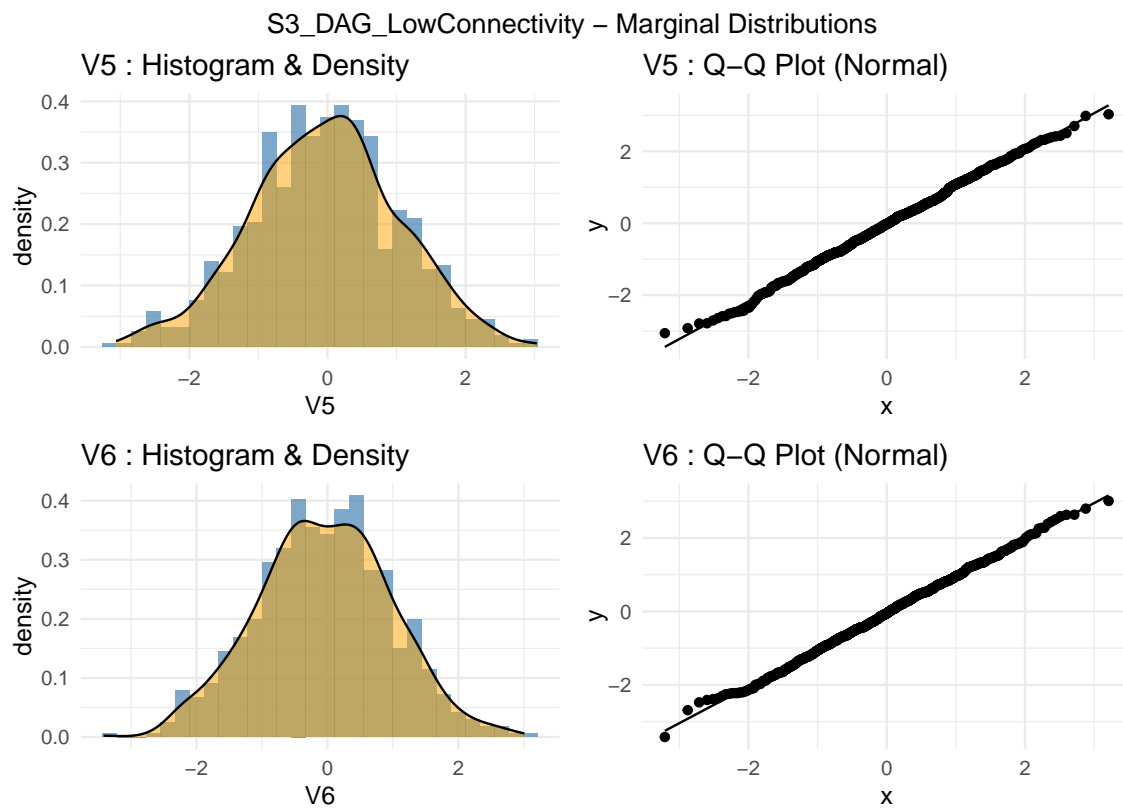 S3_DAG_LowConnectivity – Marginal Distributions
V5 : Histogram & Density
0.4
0.3
0.2
0.1
0.0
density
−2
0
2
V5
V5 : Q−Q Plot (Normal)
2
0
−2
y
−2
0
2
x
V6 : Histogram & Density
0.4
0.3
0.2
0.1
0.0
density
−2
0
2
V6
V6 : Q−Q Plot (Normal)
2
0
−2
y
−2
0
2
x